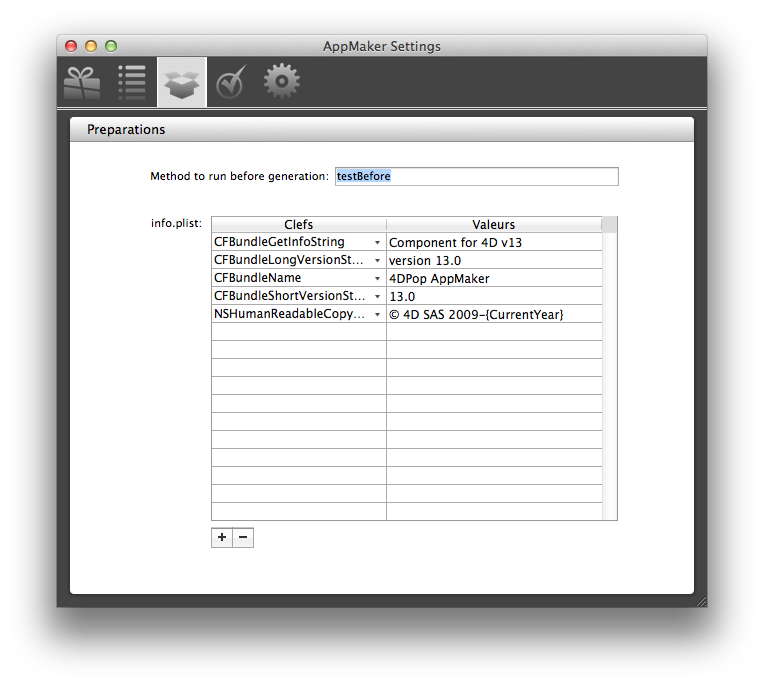 AppMaker Settings
Preparations
Method to run before generation: testBefore
info.plist: Clefs Valeurs
CFBundleGetInfoString Component for 4D v13
CFBundleLongVersionSt... version 13.0
CFBundleName 4DPop AppMaker
CFBundleShortVersionSt... 13.0
NSHumanReadableCopy... © 4D SAS 2009-{CurrentYear}
+ −